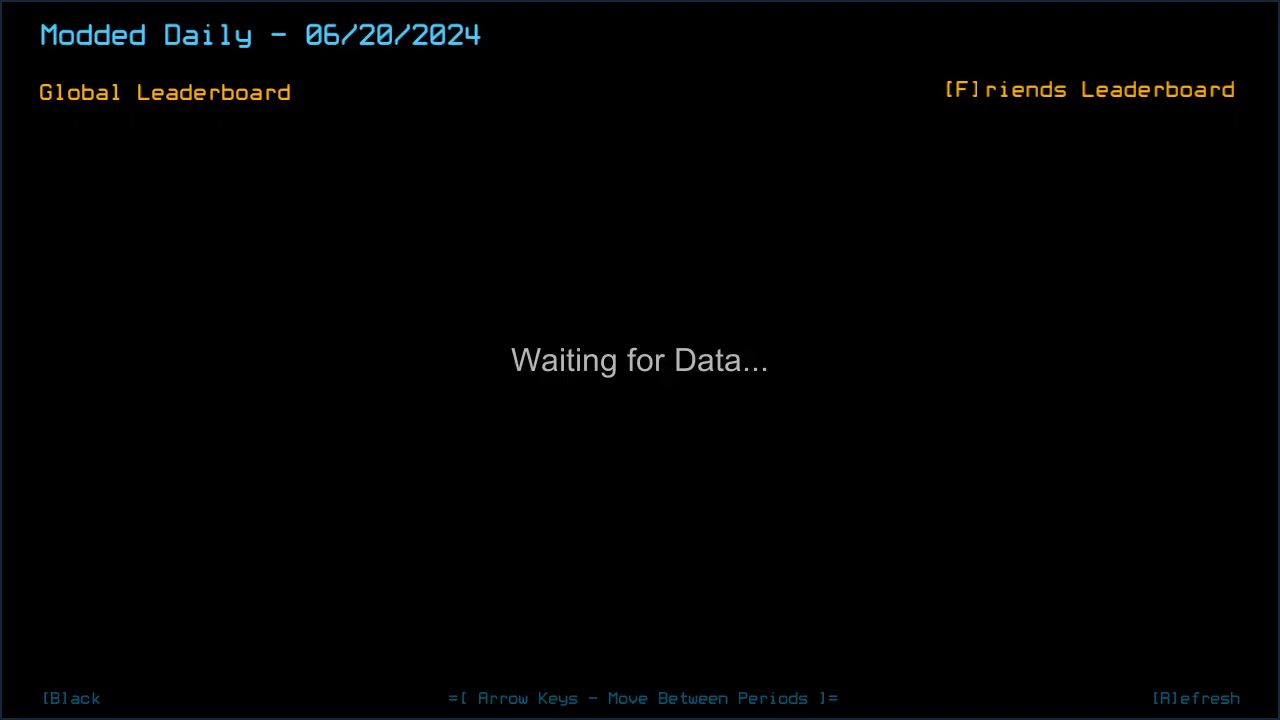 Modded Daily - 06/20/2024
Global Leaderboard
[F]riends Leaderboard
Waiting for Data...
[B]ack
=[ Arrow Keys - Move Between Periods ]=
[R]efresh